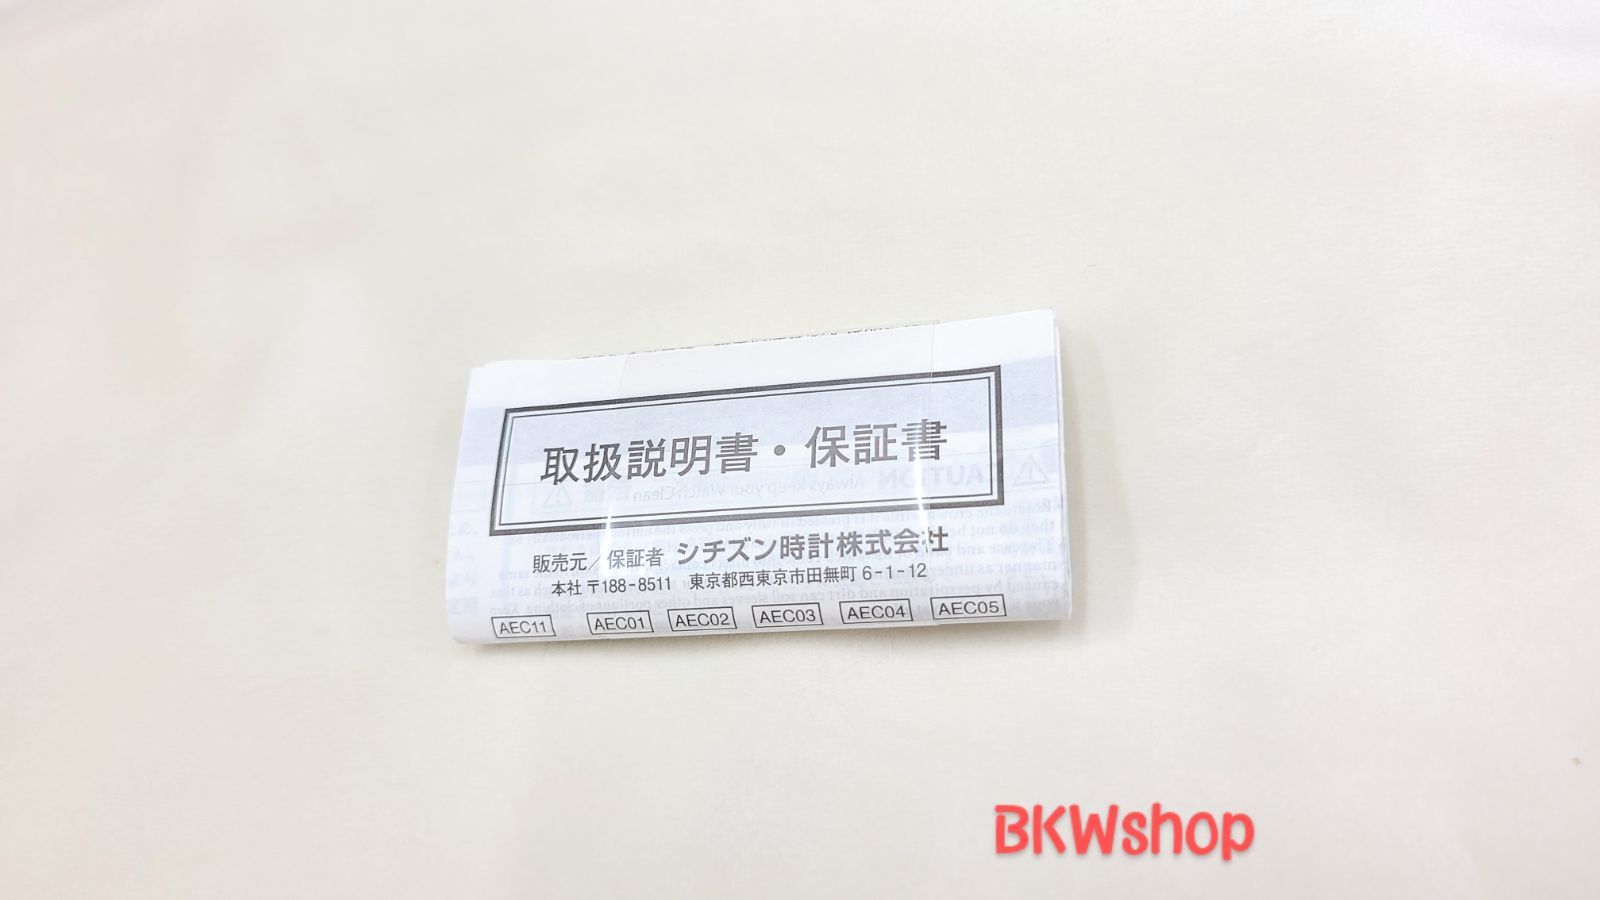 取扱説明書・保証書
販売元／保証者 シチズン時計株式会社
本社 〒188-8511 東京都西東京市田無町 6-1-12
AEC11 AEC01 AEC02 AEC03 AEC04 AEC05
BKWshop